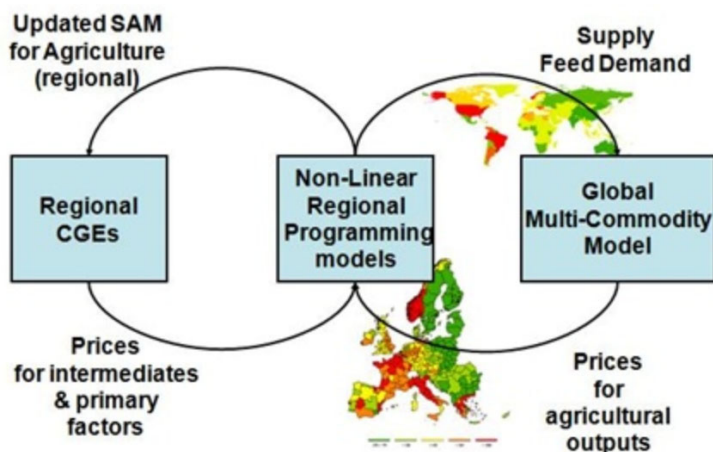 Updated SAM
for Agriculture
(regional)
Supply
Feed Demand
Regional
CGEs
Non-Linear
Regional
Programming
models
Global
Multi-Commodity
Model
Prices
for intermediates
& primary
factors
Prices
for
agricultural
outputs